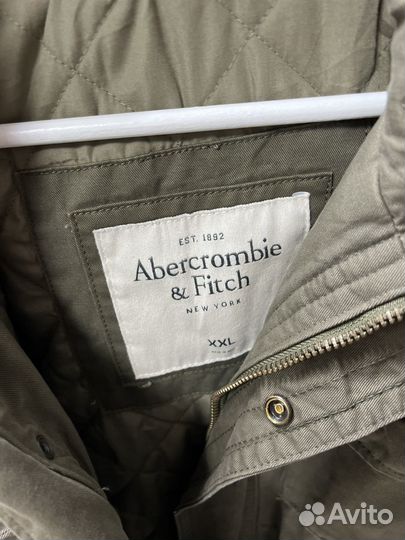 EST. 1892
Abercrombie
& Fitch
NEW YORK
XXL
Avito